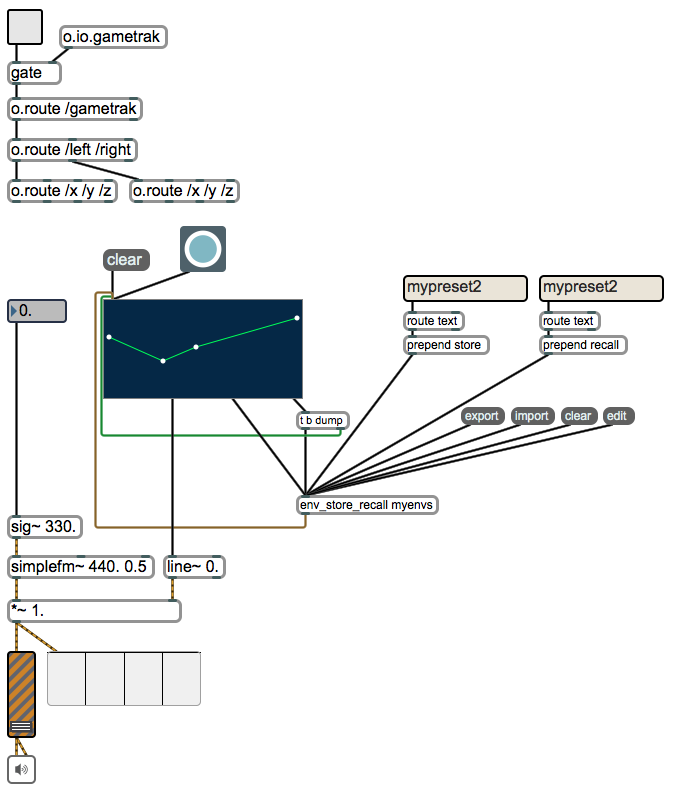 o.io.gametrak
gate
o.route /gametrak
o.route /left /right
o.route /x /y /z
o.route /x /y /z
clear
mypreset2
mypreset2
0.
route text
route text
prepend store
prepend recall
t b dump
export
import
clear
edit
env_store_recall myenvs
sig~ 330.
simplefm~ 440. 0.5
line~ 0.
*~ 1.